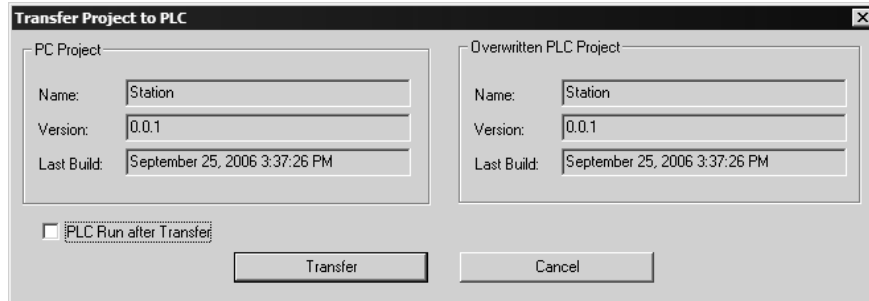 Transfer Project to PLC
PC Project
Name: Station
Version: 0.0.1
Last Build: September 25, 2006 3:37:26 PM
Overwritten PLC Project
Name: Station
Version: 0.0.1
Last Build: September 25, 2006 3:37:26 PM
PLC Run after Transfer
Transfer
Cancel